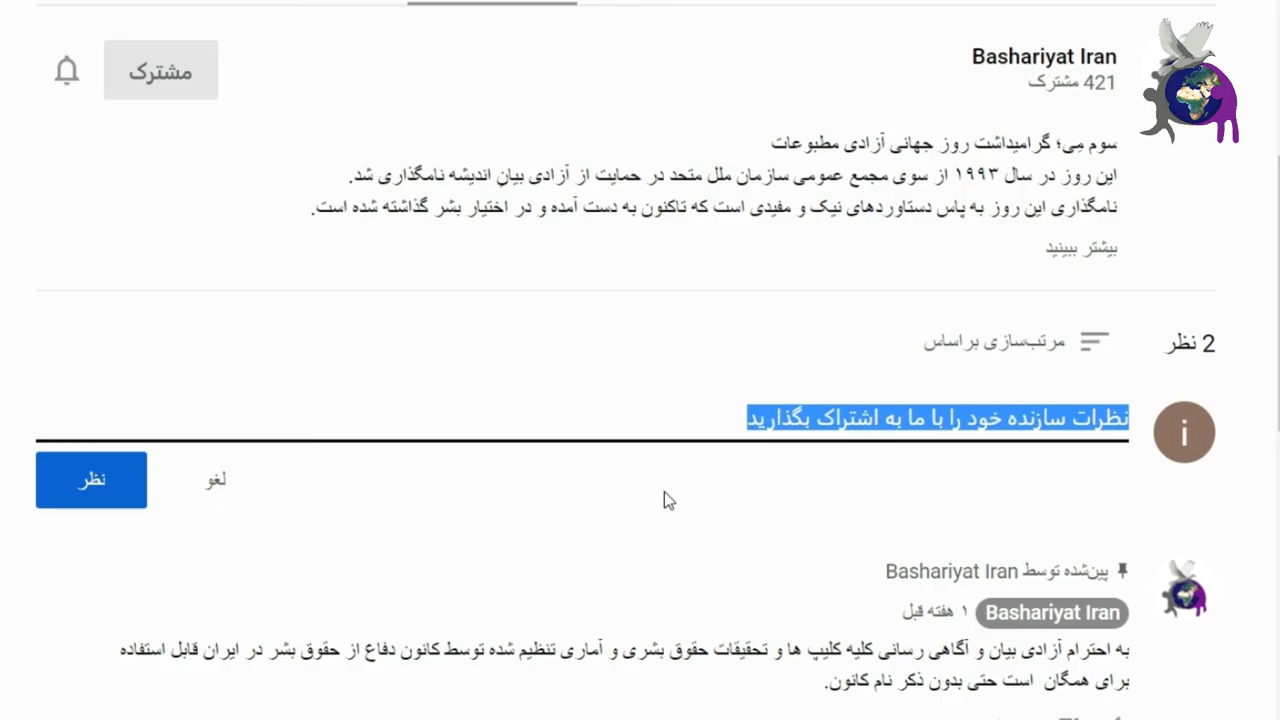 Bashariyat Iran
421 مشترک
مشترک
سوم مِی؛ گرامیداشت روز جهانی آزادی مطبوعات
این روز در سال ۱۹۹۳ از سوی مجمع عمومی سازمان ملل متحد در حمایت از آزادی بیانِ اندیشه نامگذاری شد.
نامگذاری این روز به پاس دستاوردهای نیک و مفیدی است که تاکنون به دست آمده و در اختیار بشر گذاشته شده است.
بیشتر ببینید
2 نظر
مرتب‌سازی براساس
i
نظرات سازنده خود را با ما به اشتراک بگذارید
لغو
نظر
پین‌شده توسط Bashariyat Iran
Bashariyat Iran ۱ هفته قبل
به احترام آزادی بیان و آگاهی رسانی کلیه کلیپ ها و تحقیقات حقوق بشری و آماری تنظیم شده توسط کانون دفاع از حقوق بشر در ایران قابل استفاده
برای همگان است حتی بدون ذکر نام کانون.